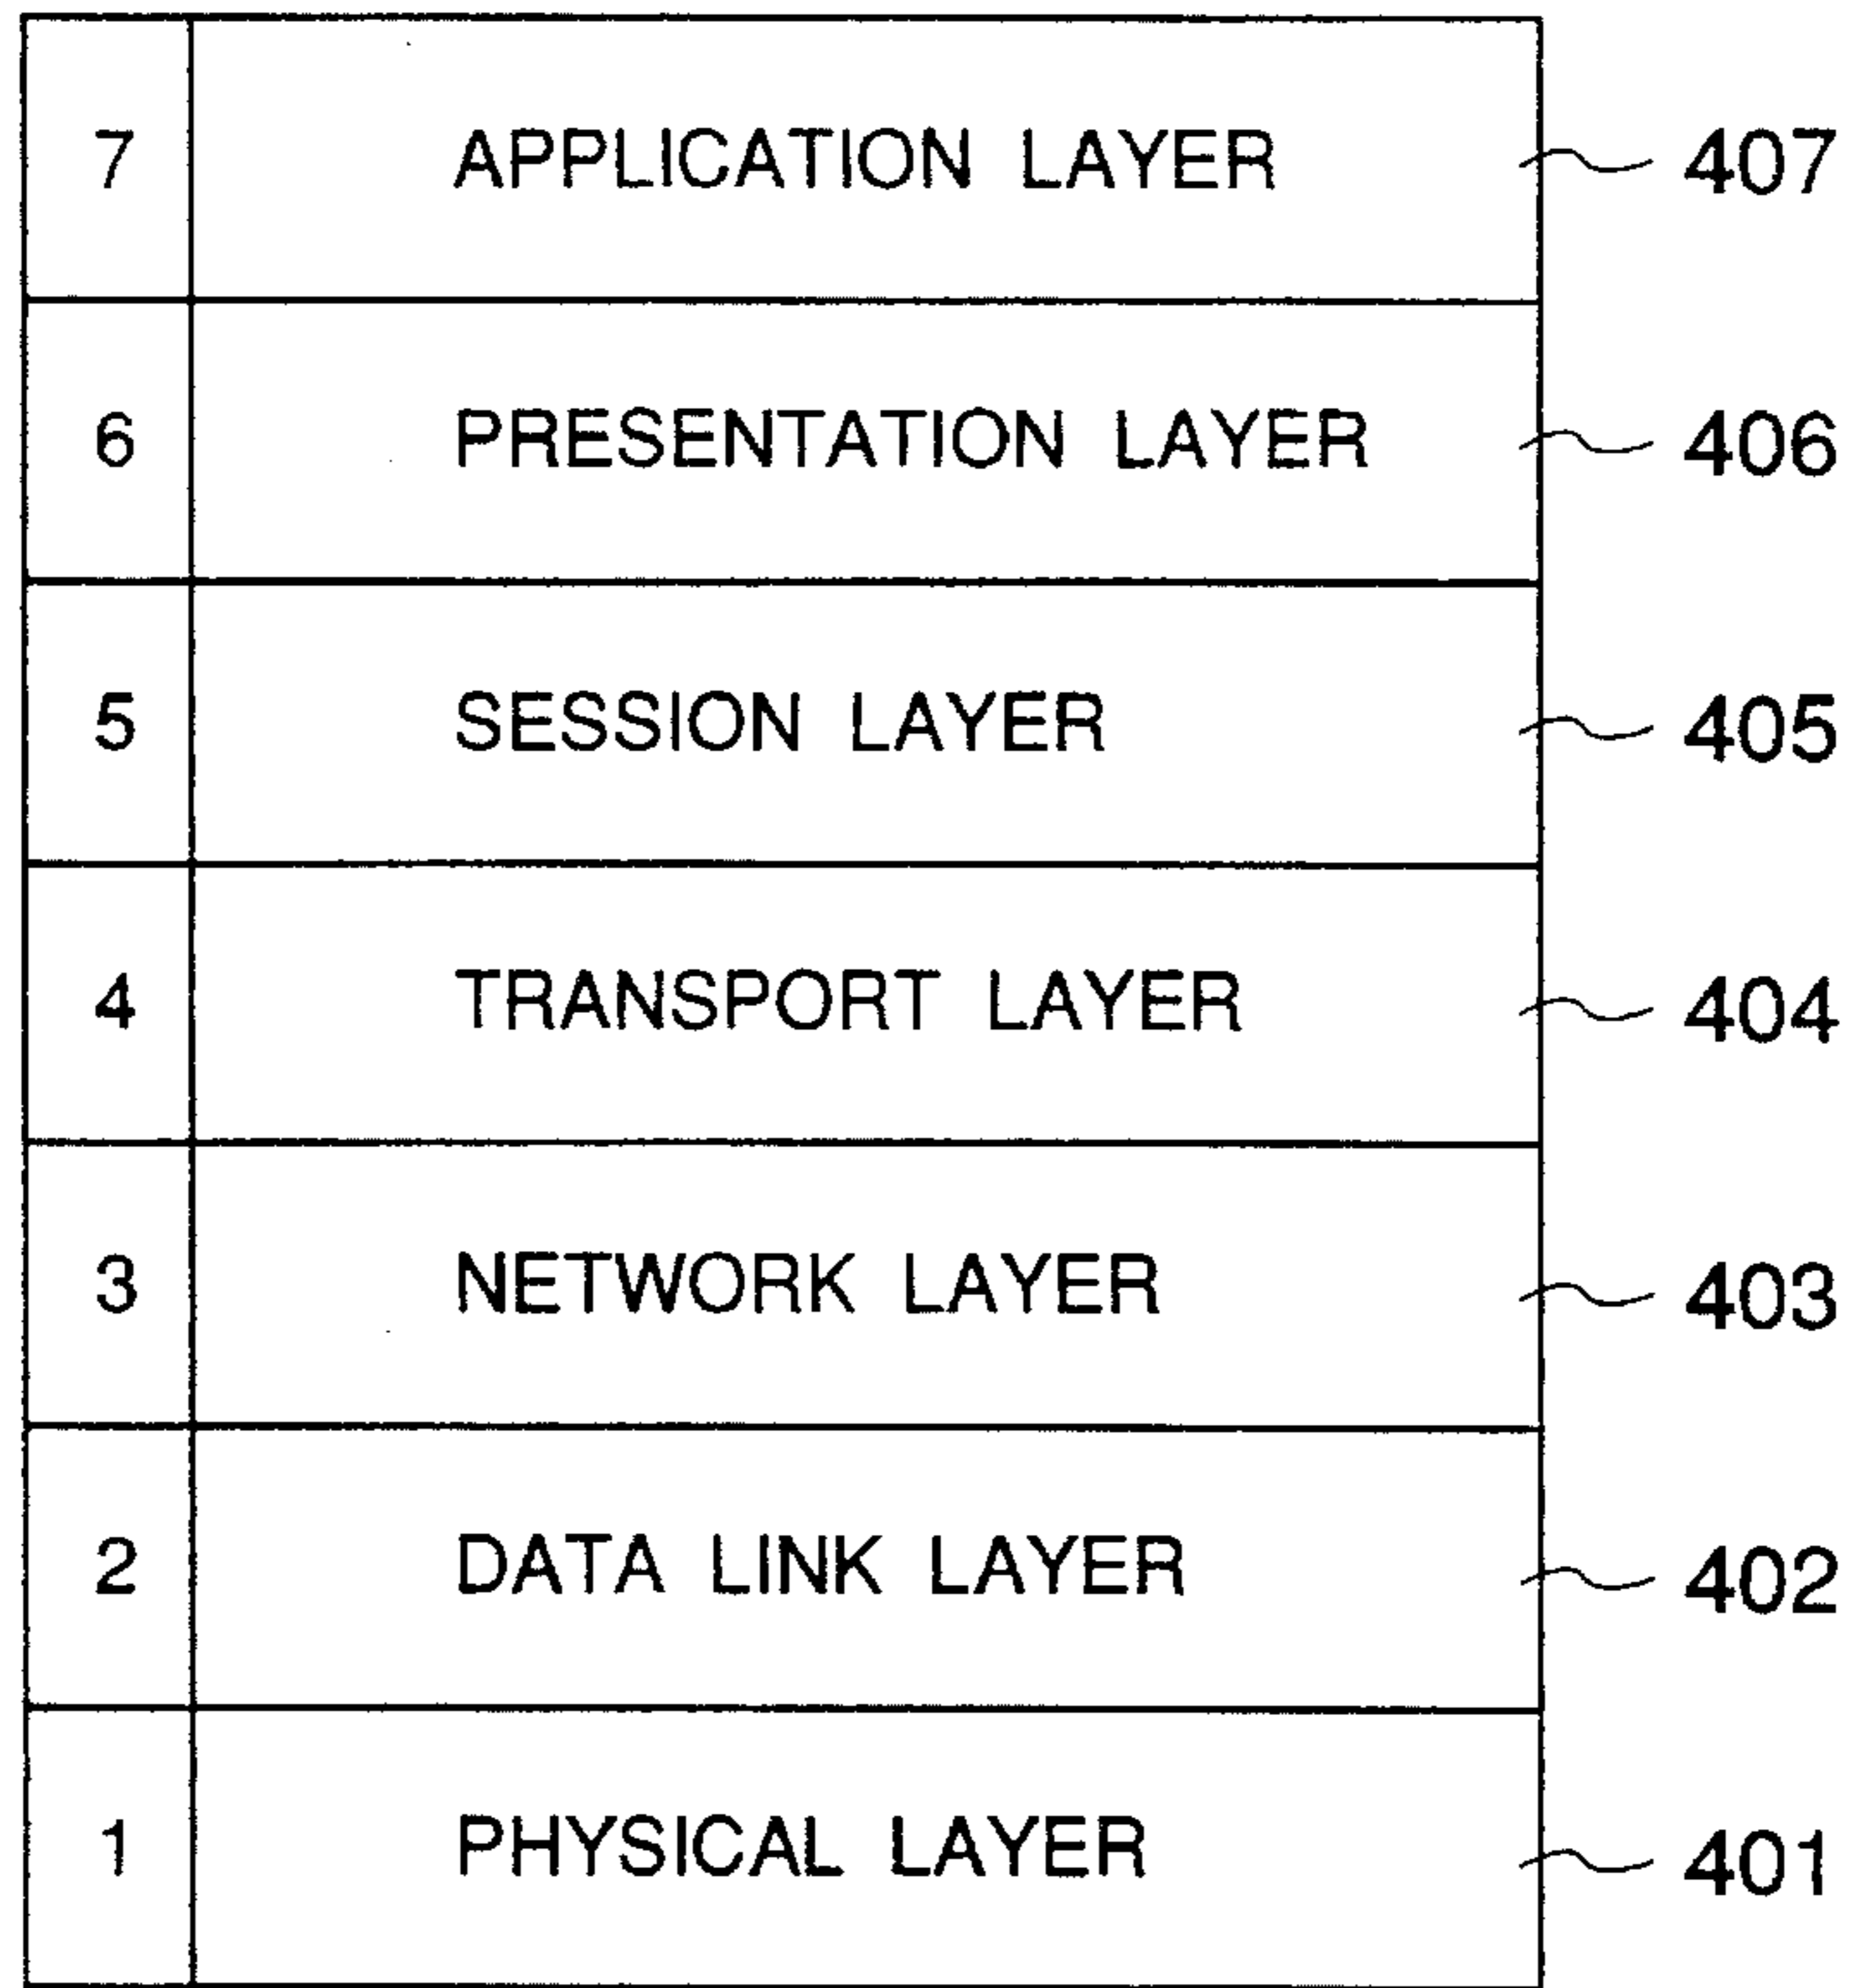 7 APPLICATION LAYER 407
6 PRESENTATION LAYER 406
5 SESSION LAYER 405
4 TRANSPORT LAYER 404
3 NETWORK LAYER 403
2 DATA LINK LAYER 402
1 PHYSICAL LAYER 401